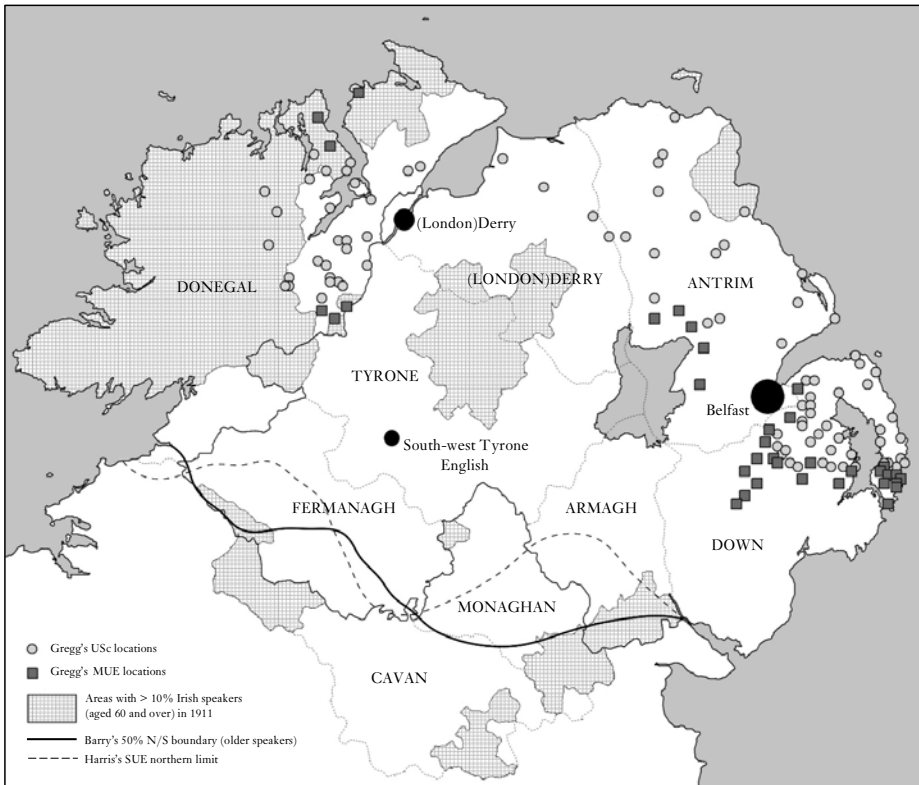 (London)Derry
(LONDON)DERRY
DONEGAL
ANTRIM
TYRONE
Belfast
South-west Tyrone
English
FERMANAGH
ARMAGH
DOWN
MONAGHAN
CAVAN
Gregg's USc locations
Gregg's MUE locations
Areas with > 10% Irish speakers
(aged 60 and over) in 1911
Barry's 50% N/S boundary (older speakers)
Harris's SUE northern limit